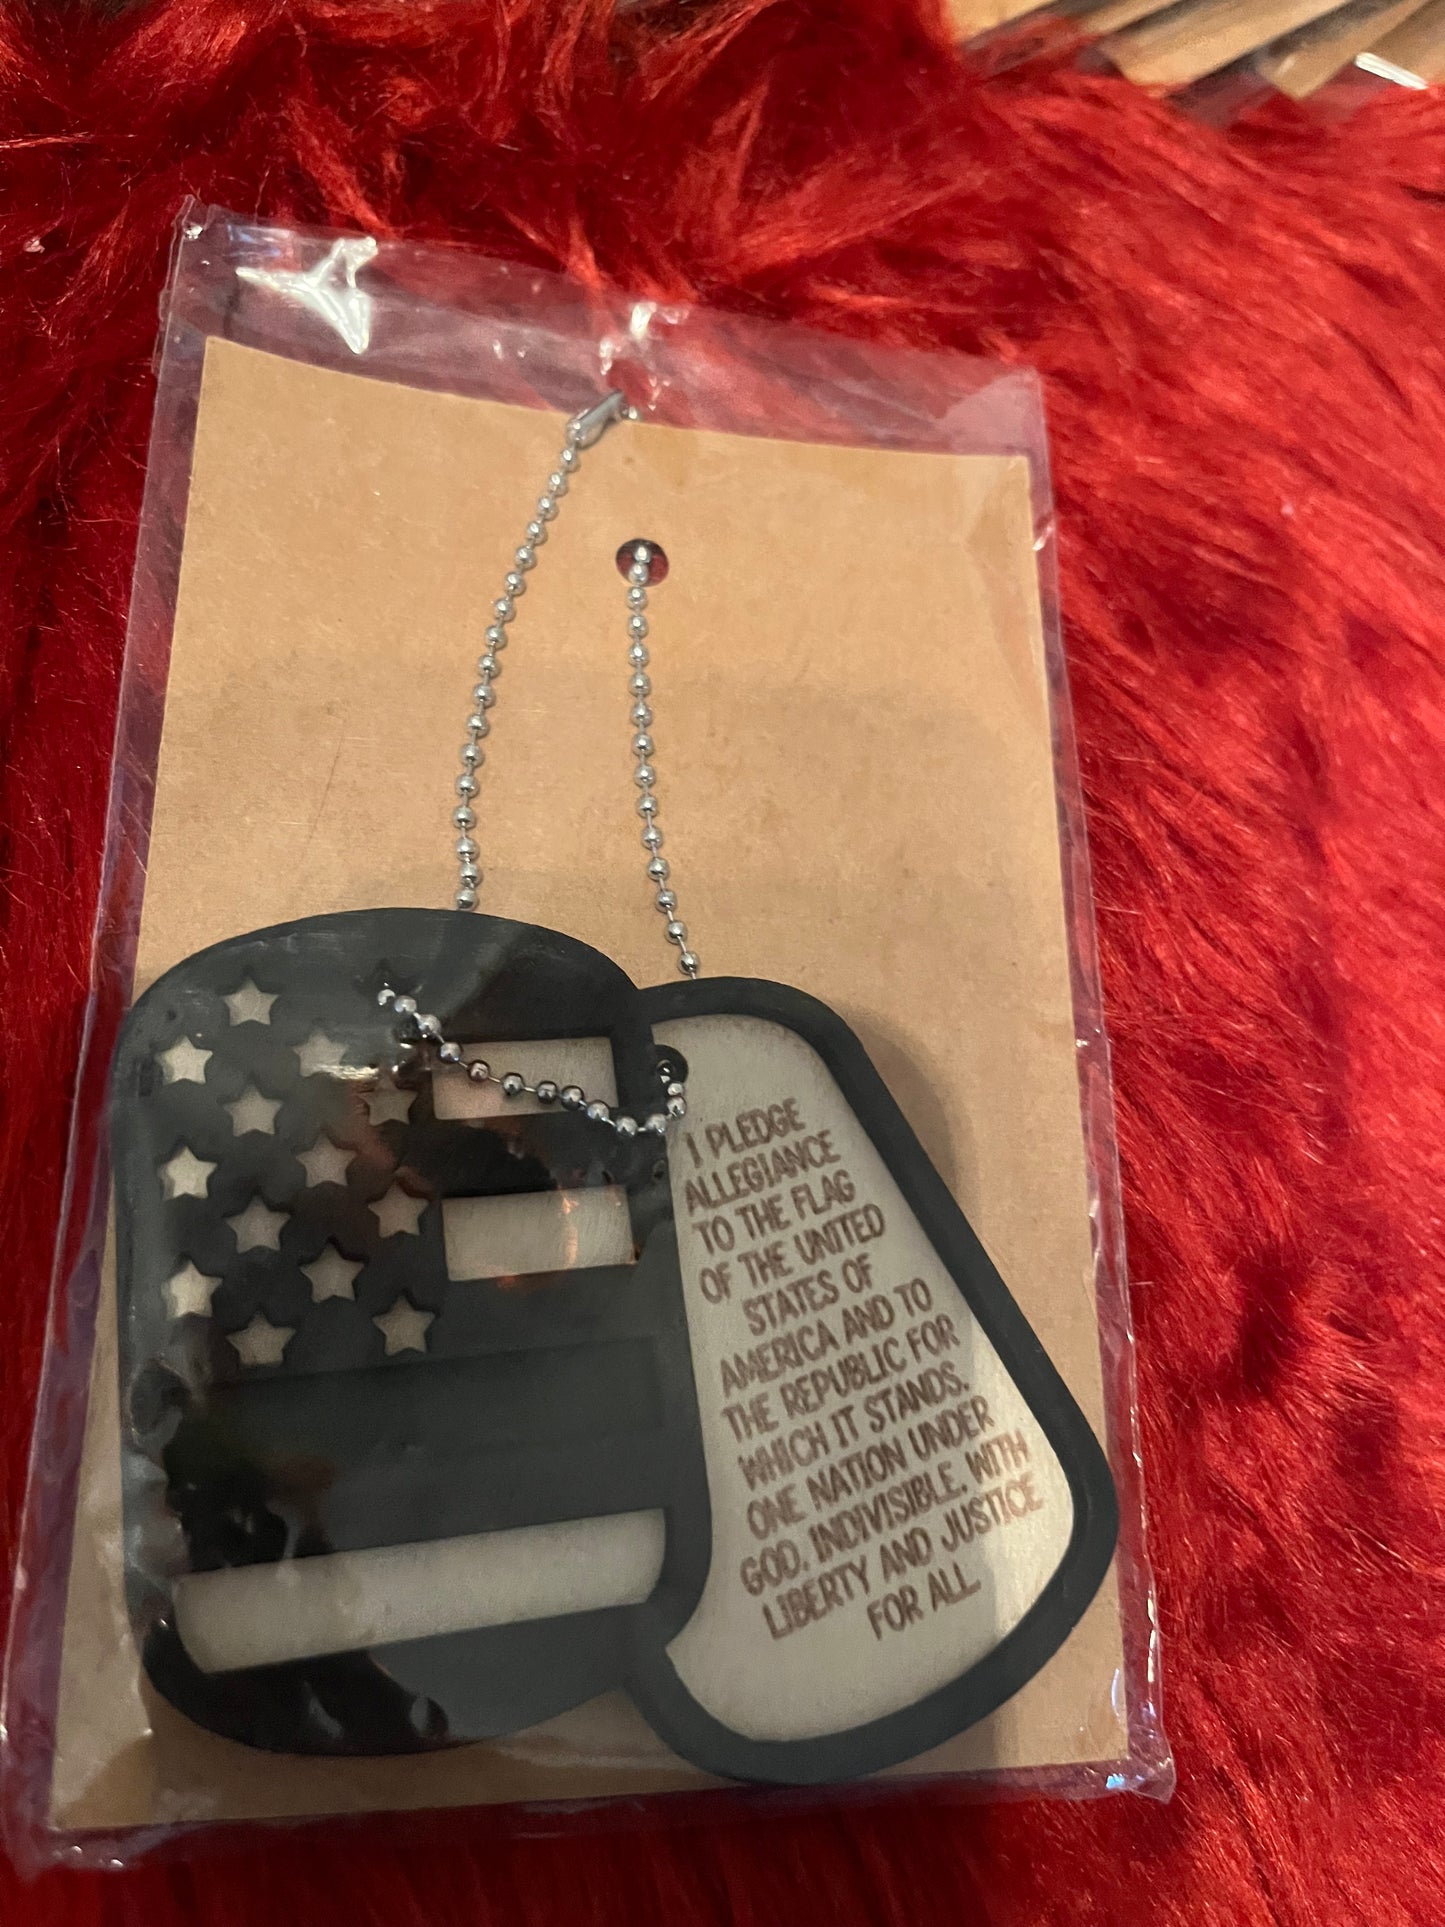 I PLEDGE
ALLEGIANCE
TO THE FLAG
OF THE UNITED
STATES OF
AMERICA AND TO
THE REPUBLIC FOR
WHICH IT STANDS.
ONE NATION UNDER
GOD, INDIVISIBLE, WITH
LIBERTY AND JUSTICE
FOR ALL